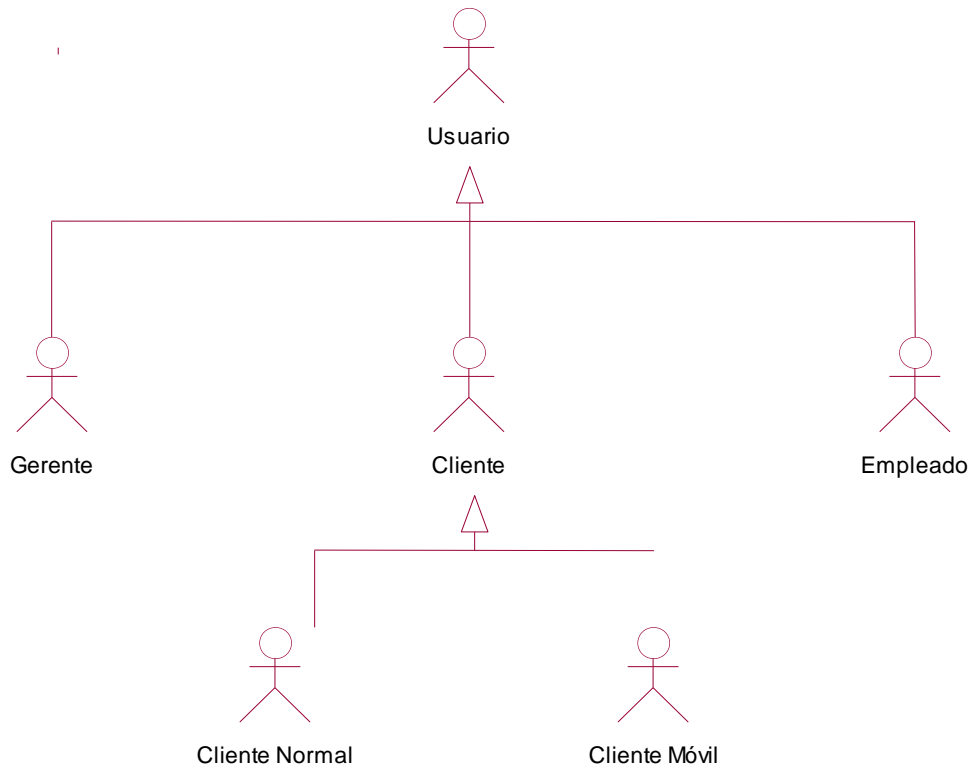 Usuario
Gerente
Cliente
Empleado
Cliente Normal
Cliente Móvil